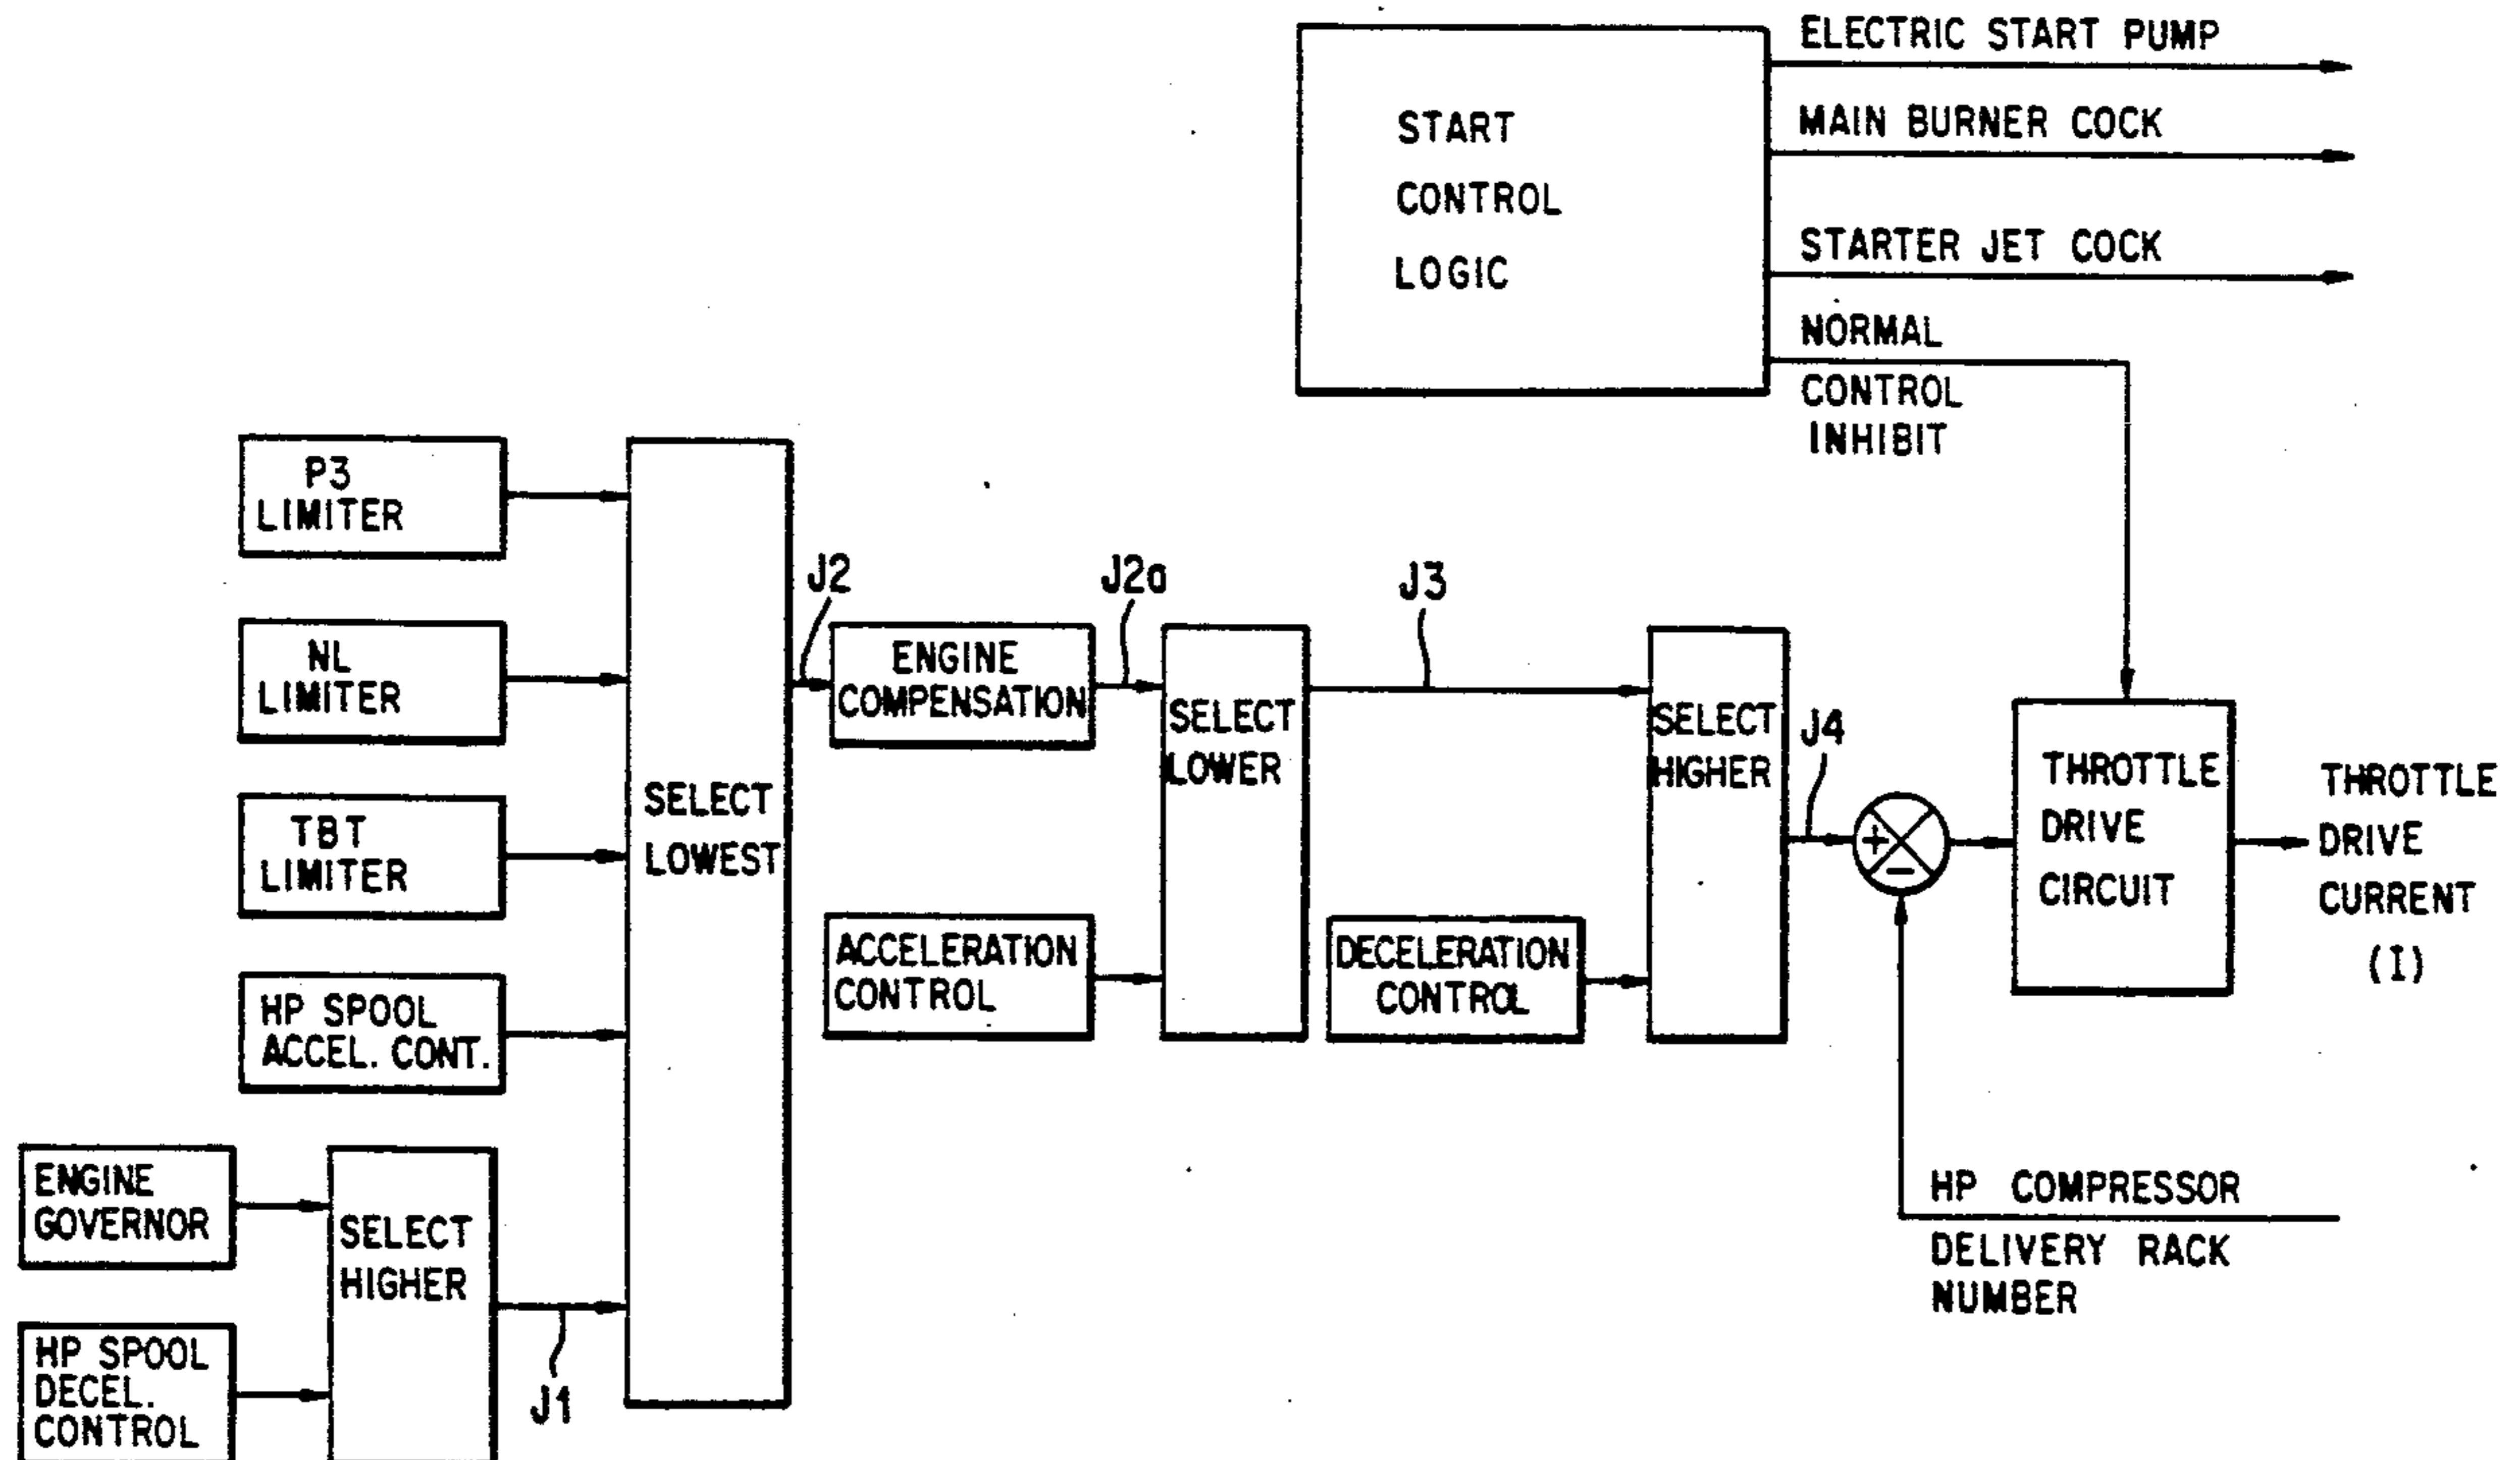 ELECTRIC START PUMP
MAIN BURNER COCK
START
CONTROL
LOGIC
STARTER JET COCK
NORMAL
CONTROL
INHIBIT
P3
LIMITER
NL
LIMITER
TBT
LIMITER
HP SPOOL
ACCEL. CONT.
ENGINE
GOVERNOR
HP SPOOL
DECEL.
CONTROL
SELECT
HIGHER
J1
SELECT
LOWEST
J2
ENGINE
COMPENSATION
J2a
ACCELERATION
CONTROL
SELECT
LOWER
J3
DECELERATION
CONTROL
SELECT
HIGHER
J4
+
−
THROTTLE
DRIVE
CIRCUIT
THROTTLE
DRIVE
CURRENT
(I)
HP COMPRESSOR
DELIVERY RACK
NUMBER